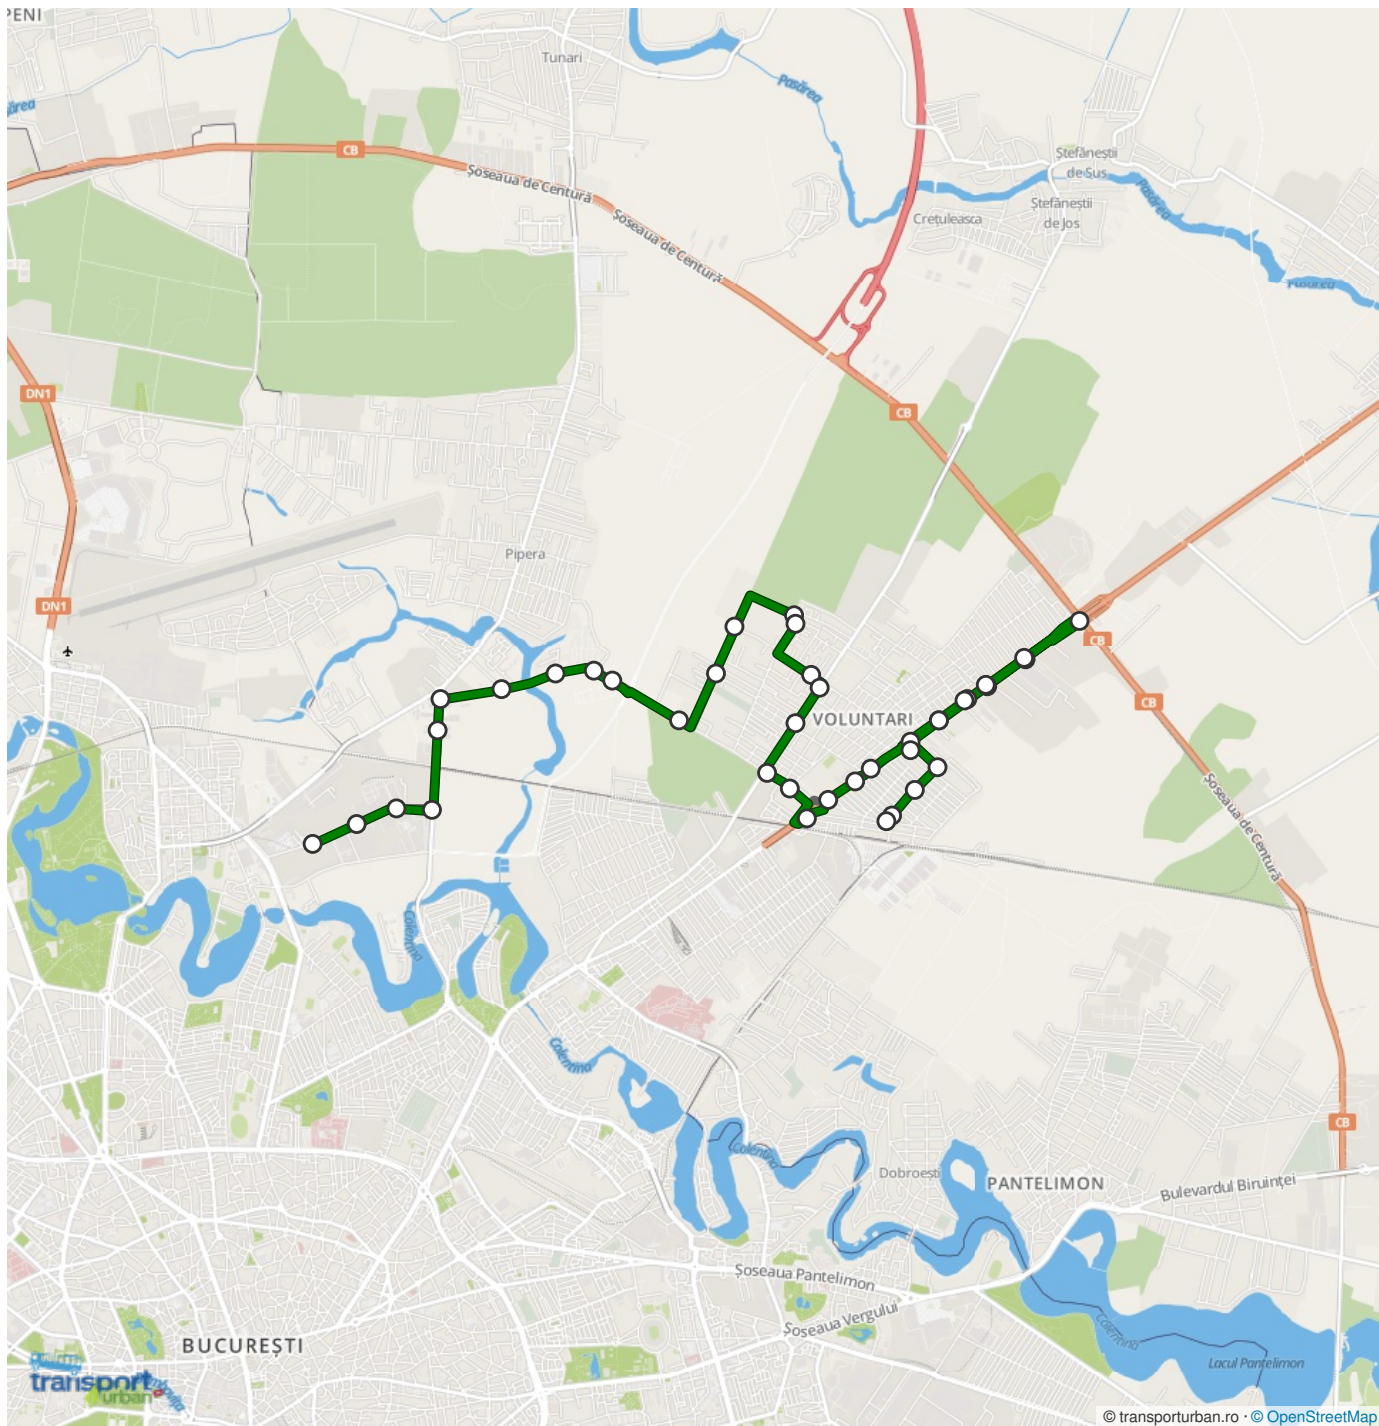 PENI
Tunari
Pasărea
ărea
CB
Șoseaua de Centură
Ștefăneștii
de Sus
Pasărea
Șoseaua de Centură
Crețuleasca
Ștefăneștii
de Jos
DN1
CB
Pipera
DN1
CB
CB
VOLUNTARI
Șoseaua de Centură
Colentina
Colentina
CB
Colentina
Dobroești
PANTELIMON
Bulevardul Biruinței
Șoseaua Pantelimon
Șoseaua Vergului
Colentina
BUCUREȘTI
Lacul Pantelimon
transport
urban
© transporturban.ro · © OpenStreetMap